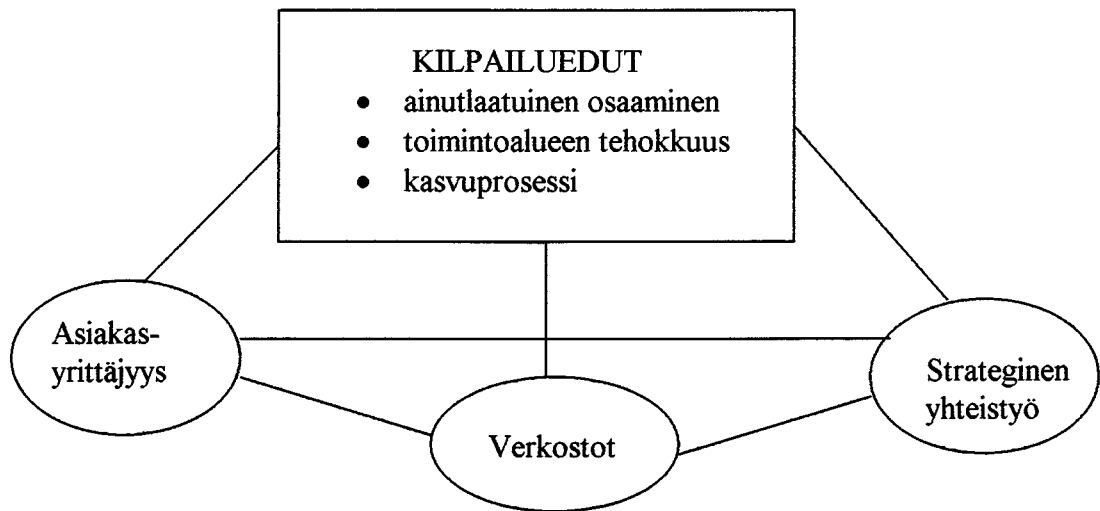 KILPAILUEDUT
• ainutlaatuinen osaaminen
• toimintoalueen tehokkuus
• kasvuprosessi
Asiakas-
yrittäjyys
Verkostot
Strateginen
yhteistyö